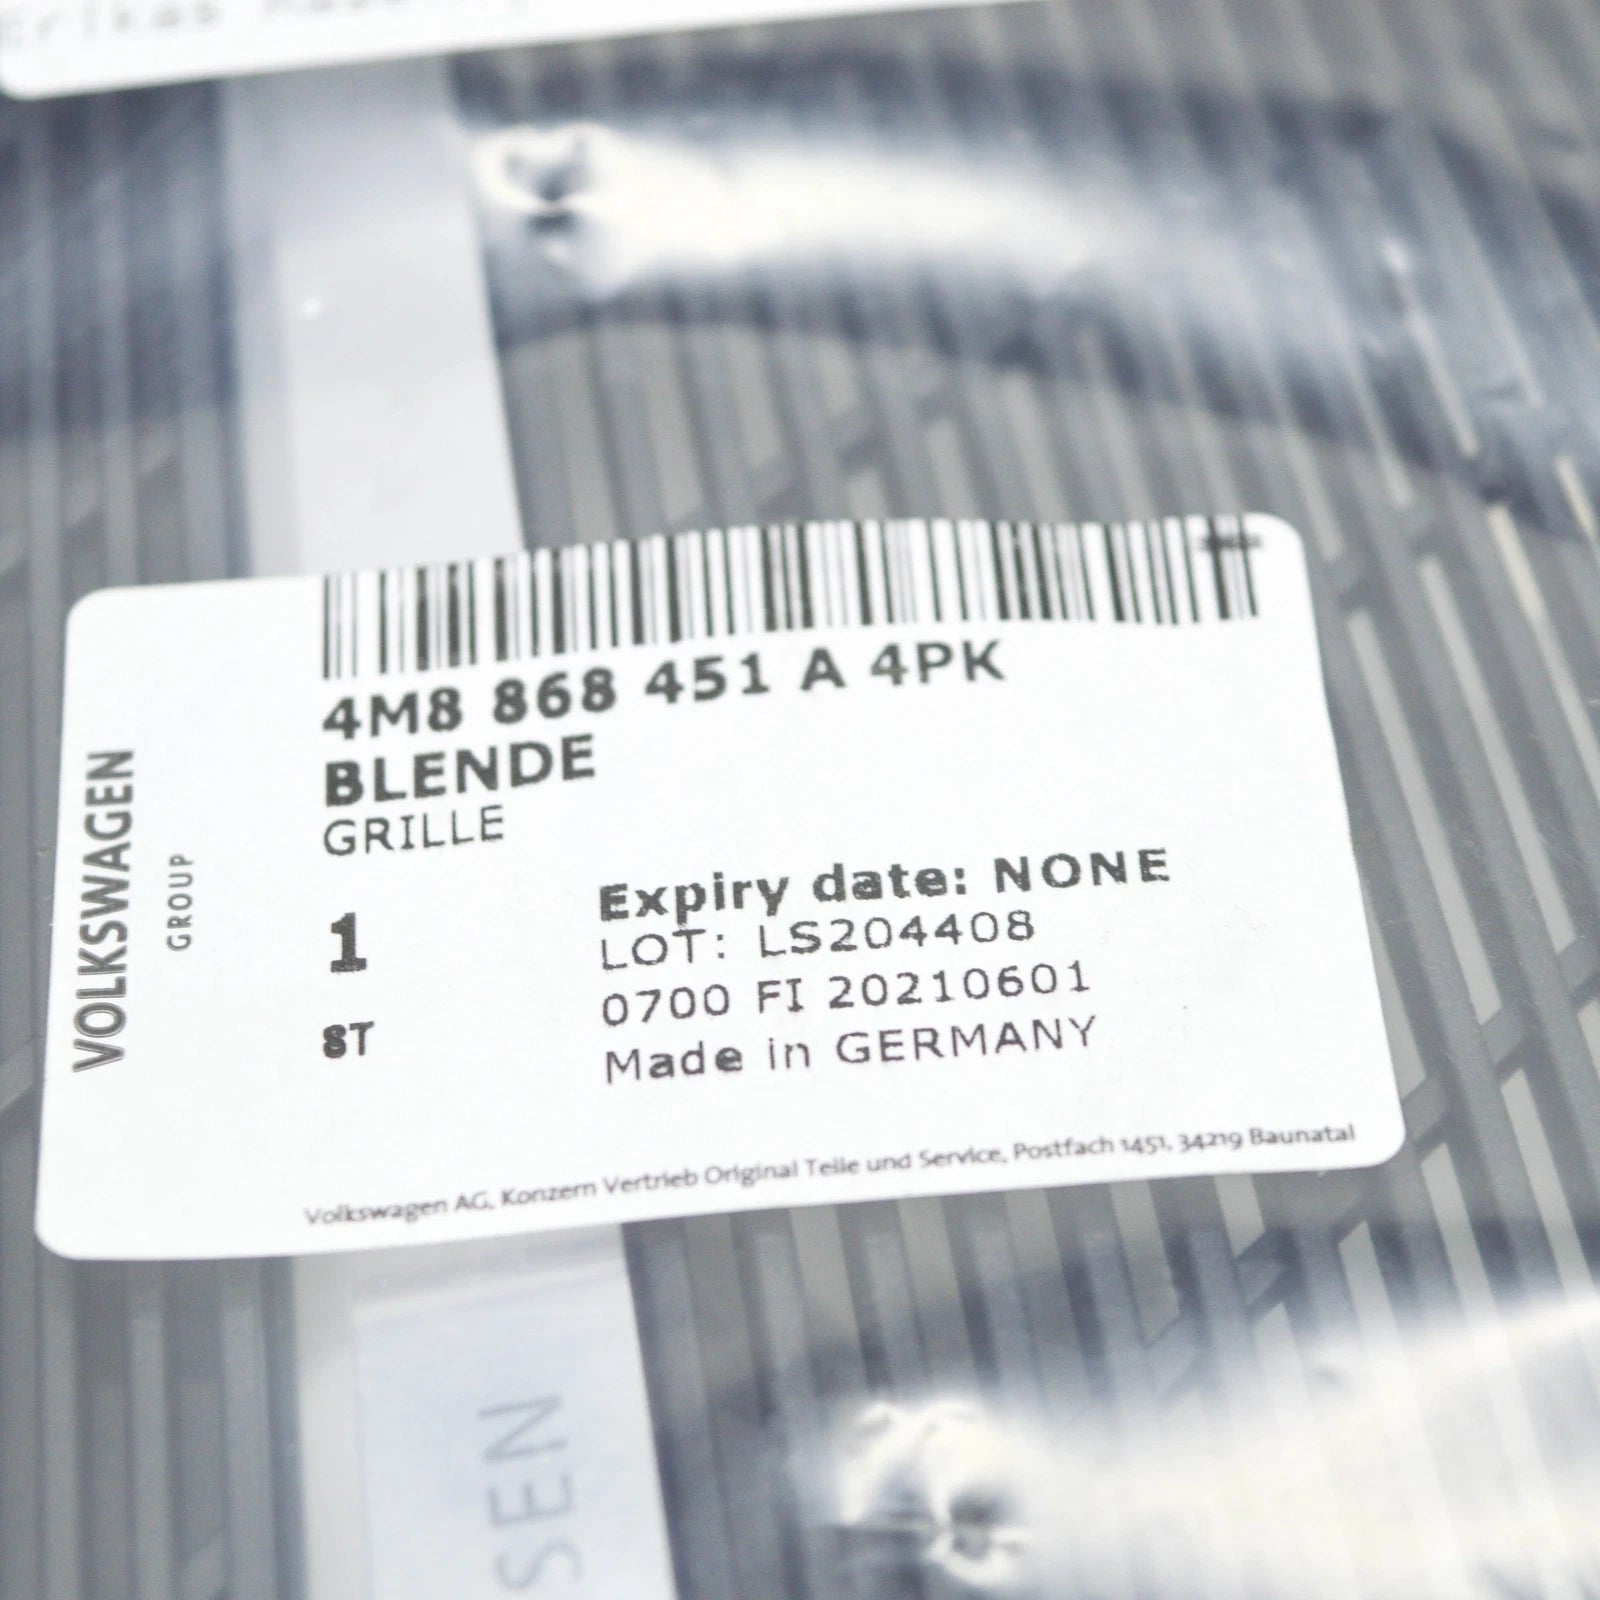 Erikas
VOLKSWAGEN
GROUP
4M8 868 451 A 4PK
BLENDE
GRILLE
1
ST
Expiry date: NONE
LOT: LS204408
0700 FI 20210601
Made in GERMANY
Volkswagen AG, Konzern Vertrieb Original Teile und Service, Postfach 1451, 34219 Baunatal
SEN